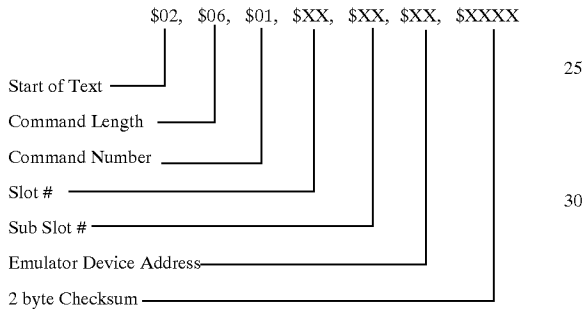 $02, $06, $01, $XX, $XX, $XX, $XXXX
25
Start of Text
Command Length
Command Number
Slot #
30
Sub Slot #
Emulator Device Address
2 byte Checksum